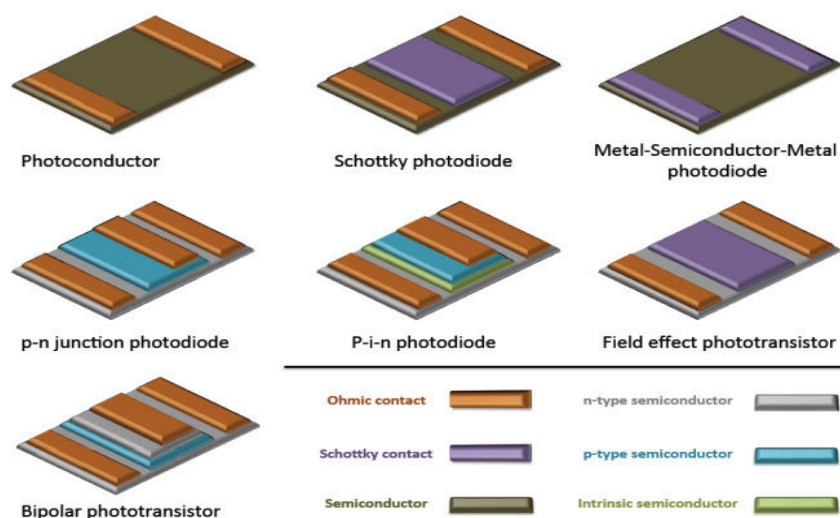 Photoconductor
Schottky photodiode
Metal-Semiconductor-Metal
photodiode
p-n junction photodiode
P-i-n photodiode
Field effect phototransistor
Bipolar phototransistor
Ohmic contact
n-type semiconductor
Schottky contact
p-type semiconductor
Semiconductor
Intrinsic semiconductor